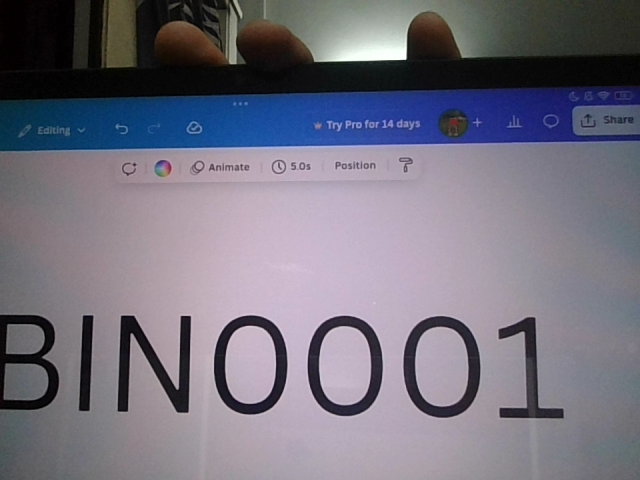 Editing
Try Pro for 14 days
Share
Animate
5.0s
Position
BIN0001